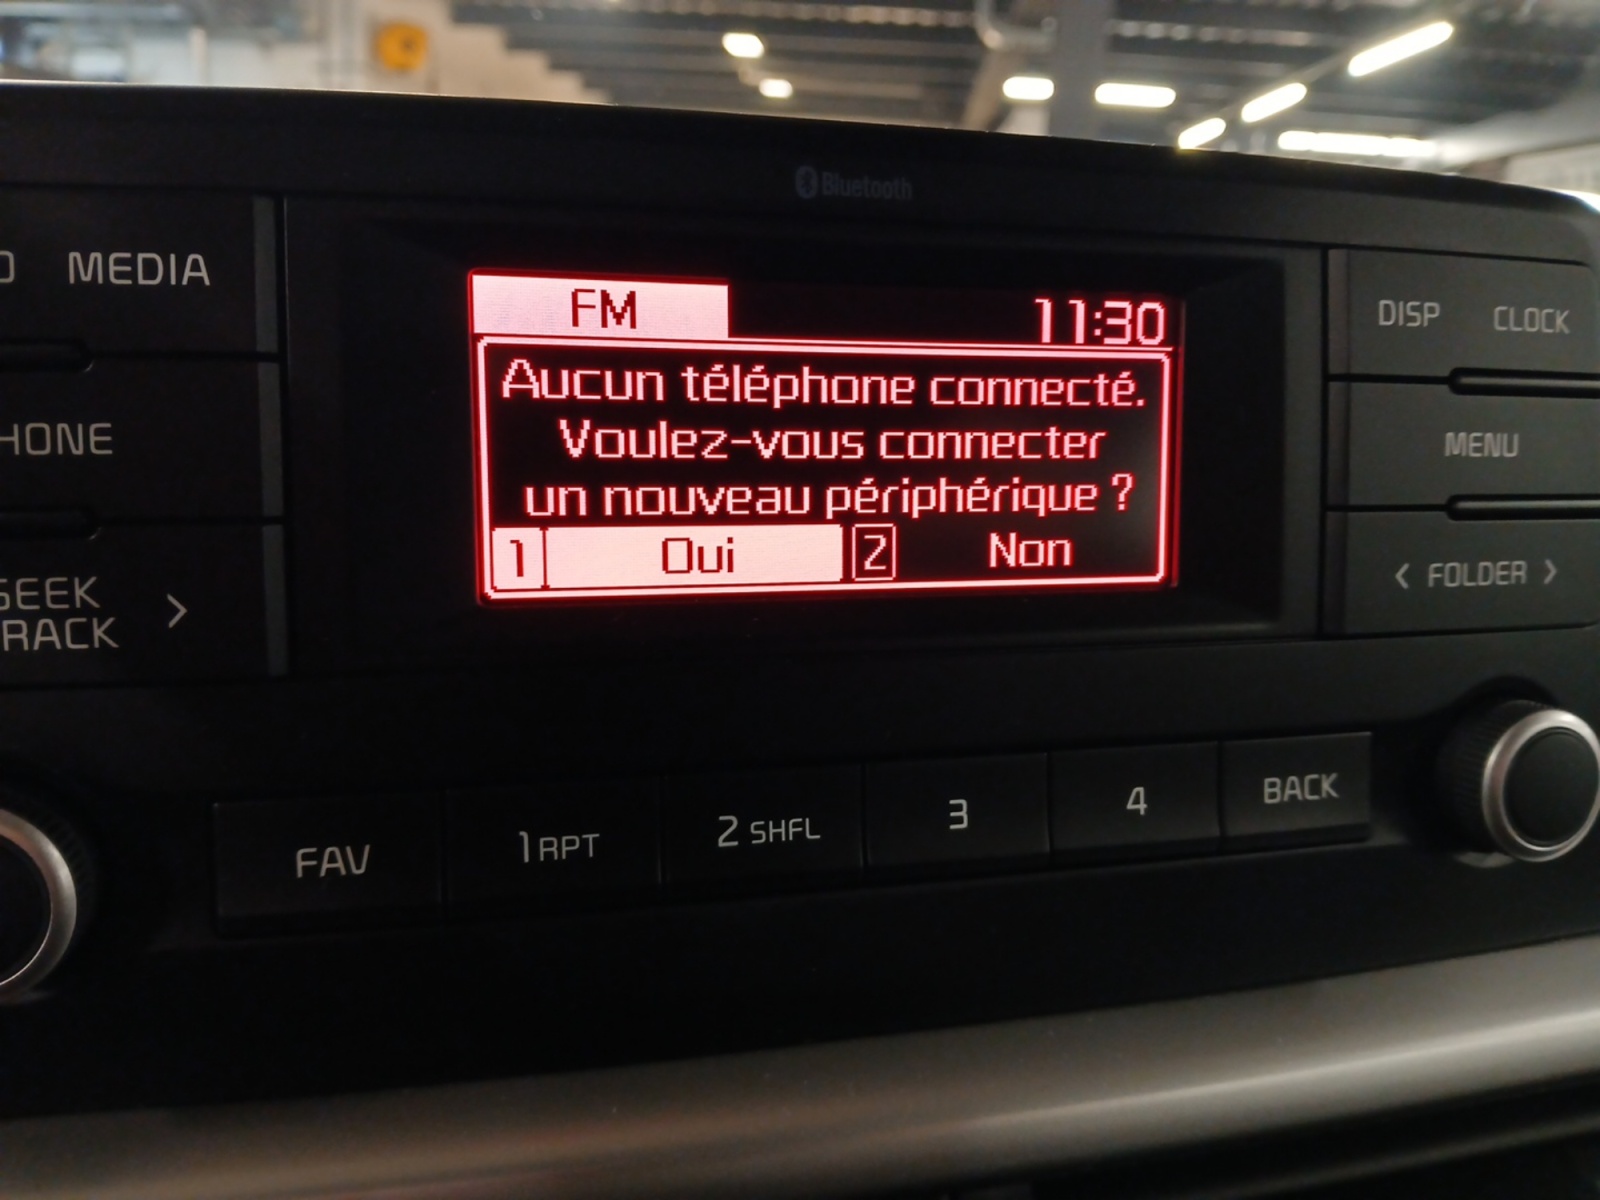 Bluetooth
MEDIA
DISP CLOCK
FM 11:30
Aucun téléphone connecté.
Voulez-vous connecter
un nouveau périphérique ?
1 Oui 2 Non
MENU
< FOLDER >
SEEK >
FAV 1 RPT 2 SHFL 3 4 BACK